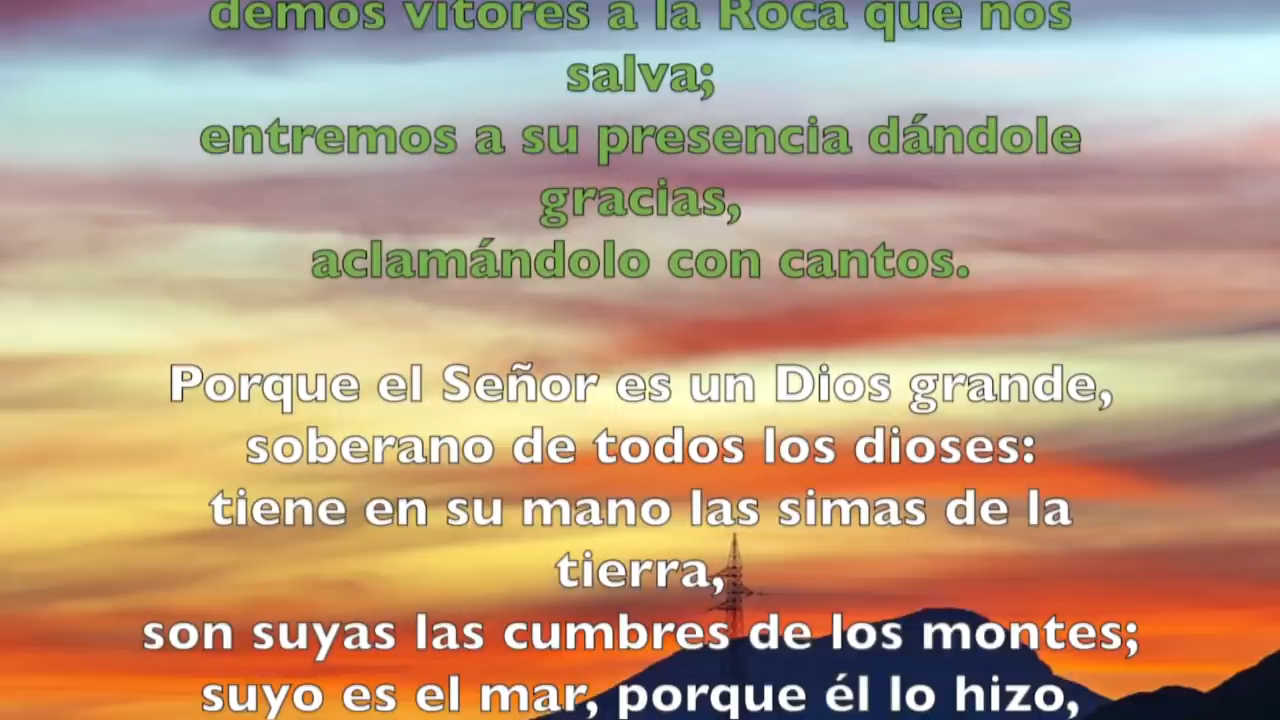 demos vítores a la Roca que nos
salva;
entremos a su presencia dándole
gracias,
aclamándolo con cantos.
Porque el Señor es un Dios grande,
soberano de todos los dioses:
tiene en su mano las simas de la
tierra,
son suyas las cumbres de los montes;
suyo es el mar, porque él lo hizo,